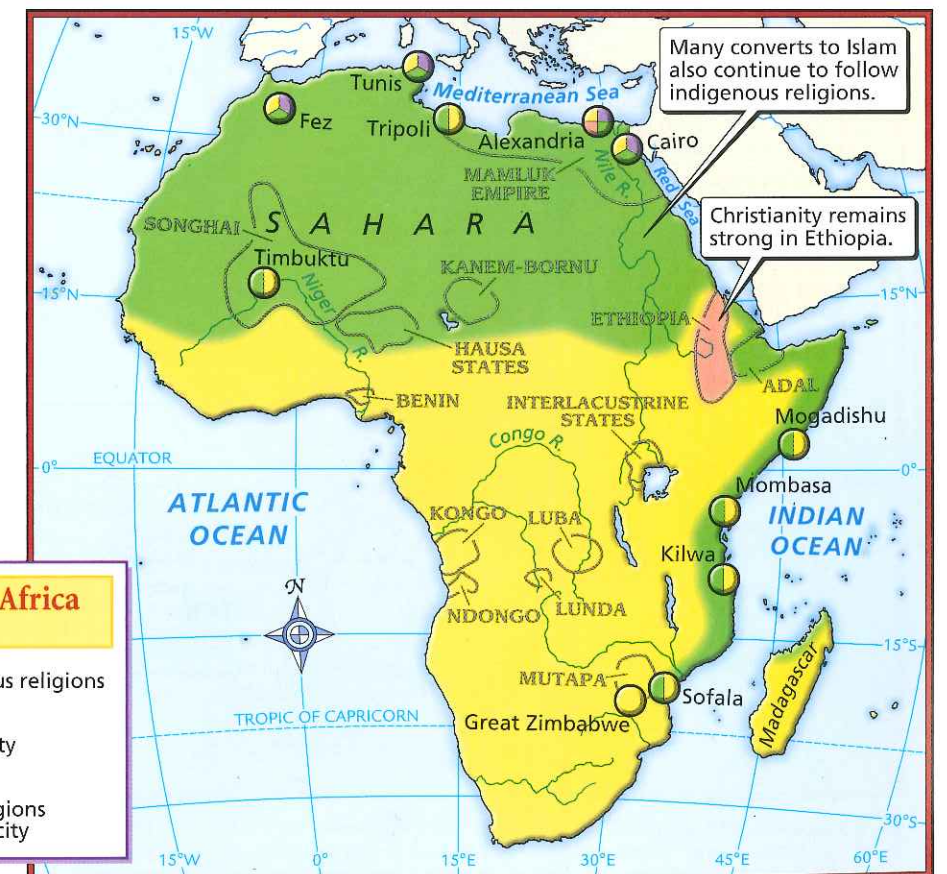 15°W
Many converts to Islam
also continue to follow
indigenous religions.
Tunis
Mediterranean Sea
30°N
Fez
Tripoli
Alexandria
Cairo
Nile R.
MAMLUK
EMPIRE
Red Sea
Christianity remains
strong in Ethiopia.
SONGHAI
SAHARA
Timbuktu
KANEM-BORNU
15°N
15°N
Niger R.
ETHIOPIA
HAUSA
STATES
ADAL
BENIN
INTERLACUSTRINE
STATES
Mogadishu
Congo R.
EQUATOR
0°
0°
Mombasa
ATLANTIC
OCEAN
INDIAN
OCEAN
KONGO
LUBA
Kilwa
Africa
N
NDONGO
LUNDA
15°S
religions
MUTAPA
Sofala
Madagascar
Great Zimbabwe
TROPIC OF CAPRICORN
city
30°S
15°W
0°
15°E
30°E
45°E
60°E